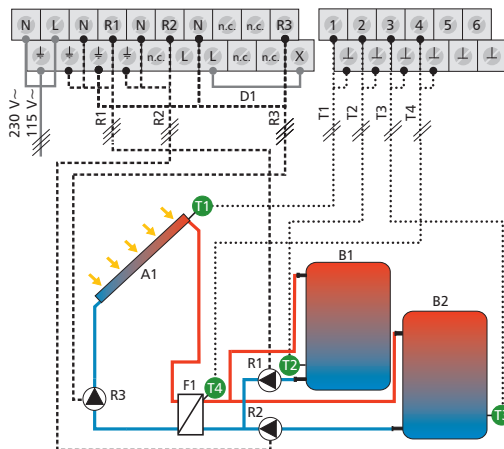 N L N R1 N R2 N n.c. n.c. R3
n.c. L L n.c. n.c. X
1 2 3 4 5 6
D1
230 V~
115 V~
R1
R2
R3
T1
T2
T3
T4
T1
A1
B1
B2
R3
F1
T4
R1
T2
R2
T3